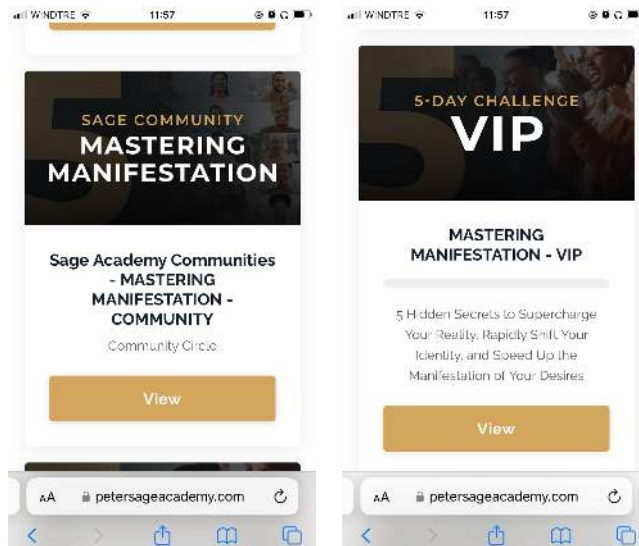 WINDTRE
11:57
SAGE COMMUNITY
MASTERING
MANIFESTATION
Sage Academy Communities
- MASTERING
MANIFESTATION -
COMMUNITY
Community Circle
View
AA
petersageacademy.com
WINDTRE
11:57
5-DAY CHALLENGE
VIP
MASTERING
MANIFESTATION - VIP
5 Hidden Secrets to Supercharge
Your Reality, Rapidly Shift Your
Identity, and Speed Up the
Manifestation of Your Desires
View
AA
petersageacademy.com